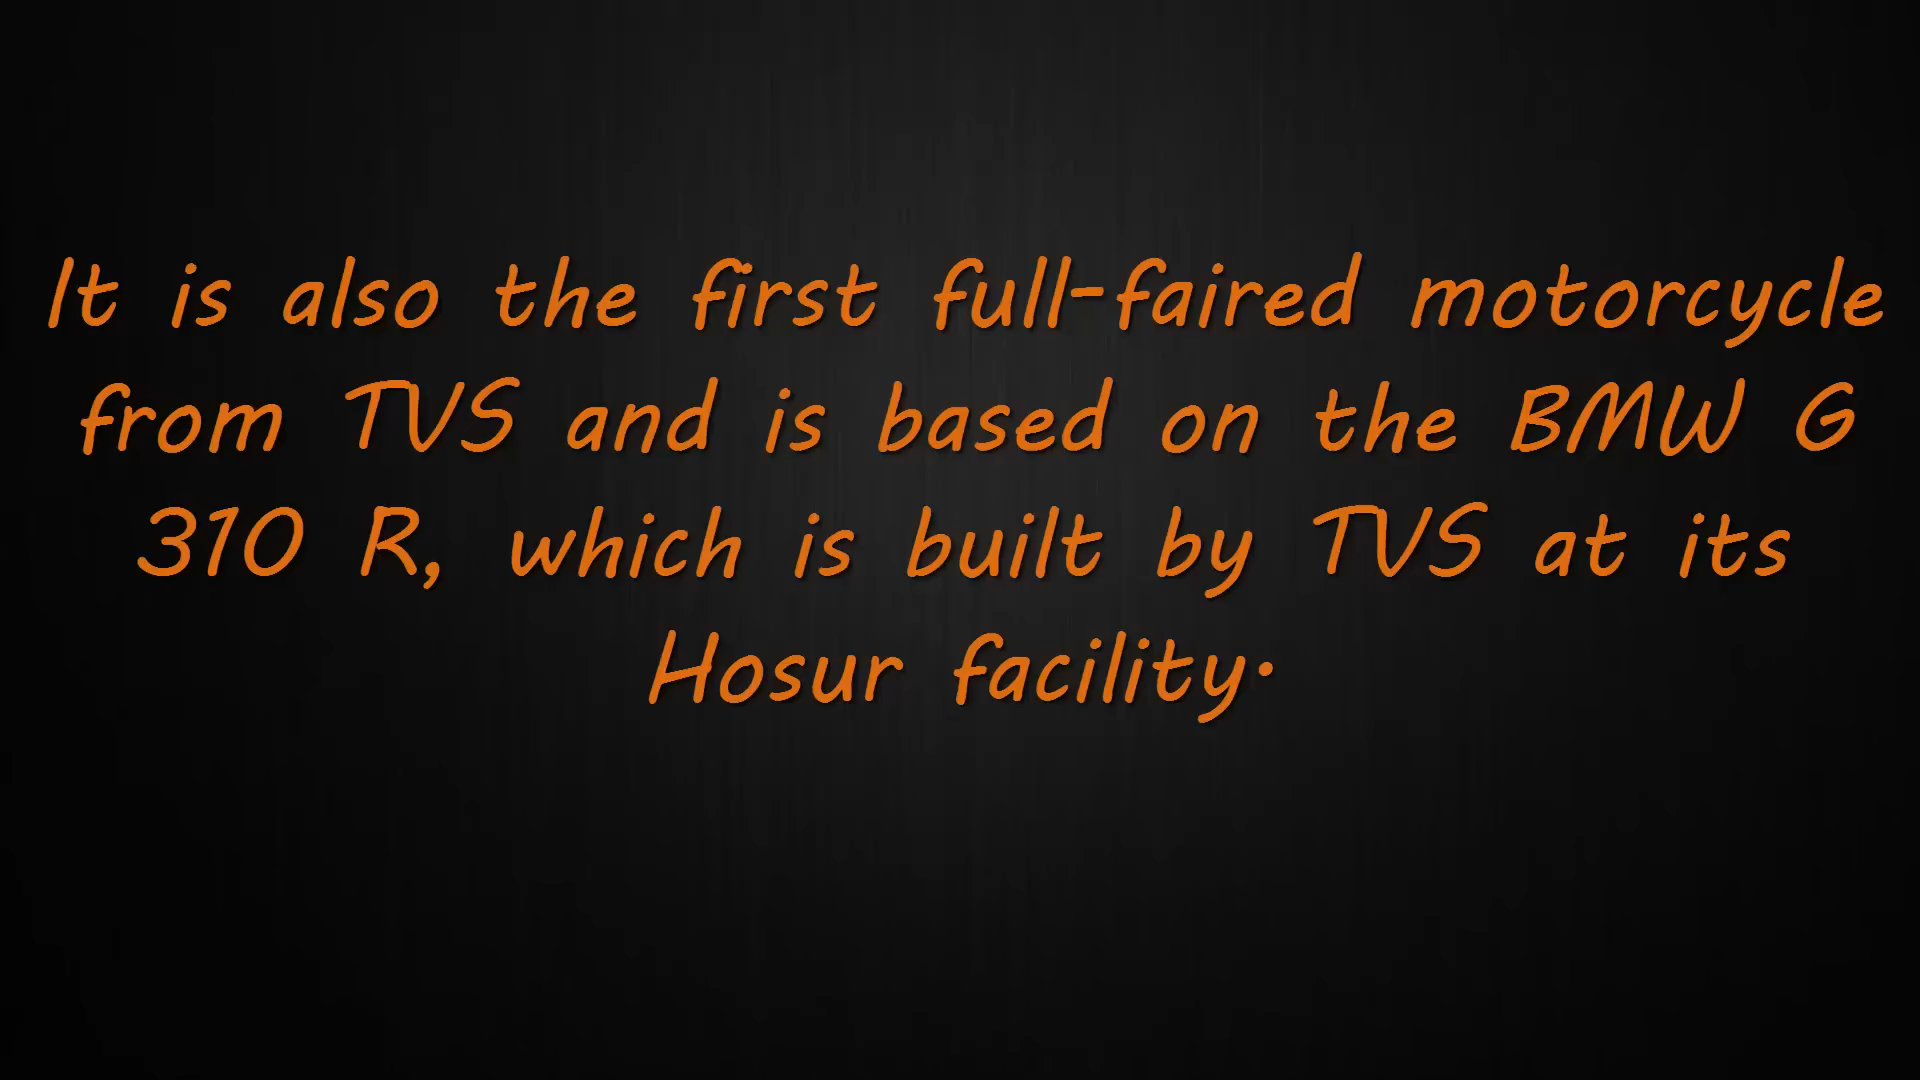 It is also the first full-faired motorcycle
from TVS and is based on the BMW G
310 R, which is built by TVS at its
Hosur facility.